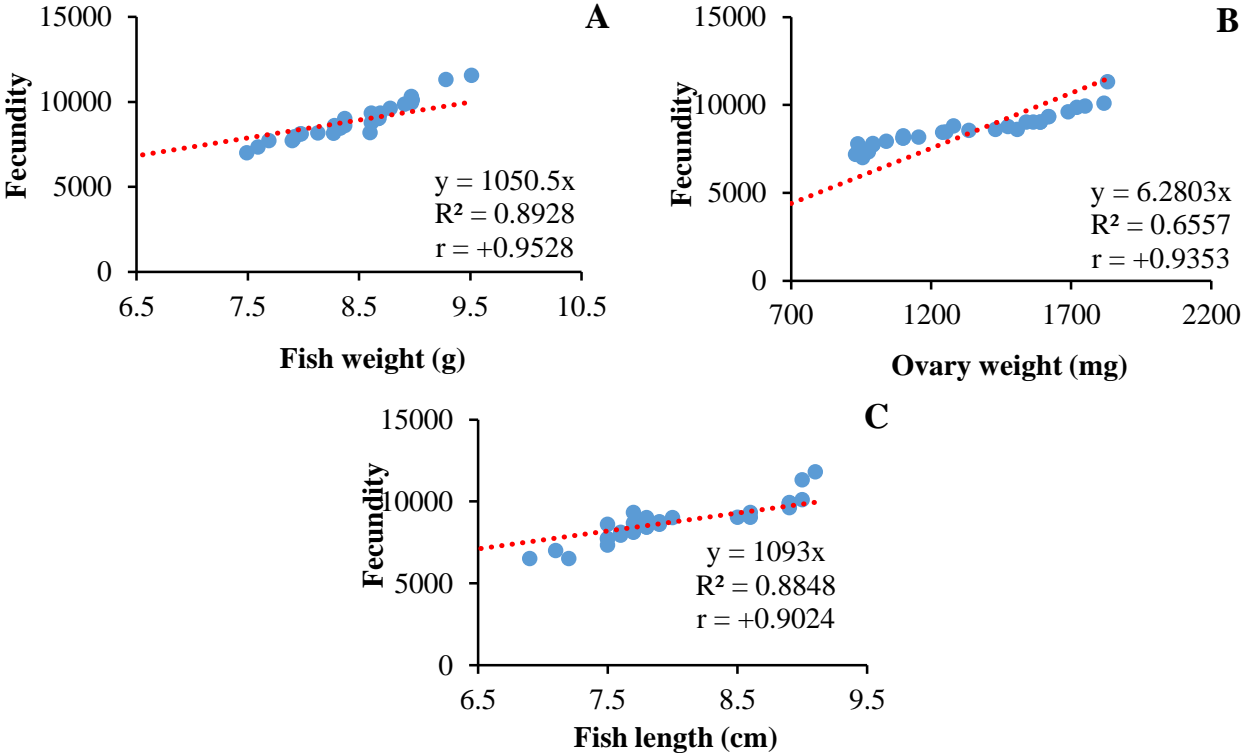 A
Fecundity
15000
10000
5000
0
y = 1050.5x
R² = 0.8928
r = +0.9528
6.5 7.5 8.5 9.5 10.5
Fish weight (g)
B
Fecundity
15000
10000
5000
0
y = 6.2803x
R² = 0.6557
r = +0.9353
700 1200 1700 2200
Ovary weight (mg)
C
Fecundity
15000
10000
5000
0
y = 1093x
R² = 0.8848
r = +0.9024
6.5 7.5 8.5 9.5
Fish length (cm)